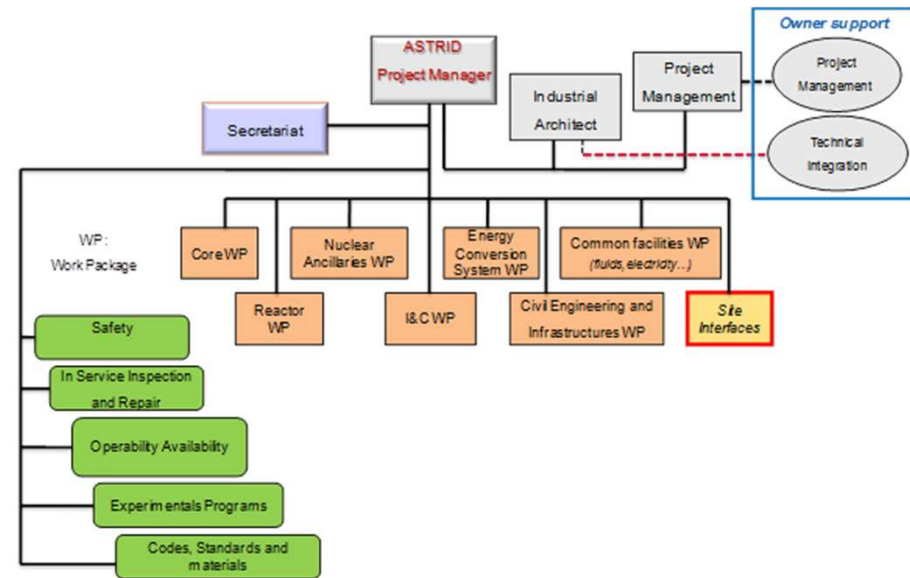 Owner support
ASTRID
Project Manager
Project
Management
Project
Management
Industrial
Architect
Secretariat
Technical
Integration
WP:
Work Package
Core WP
Nuclear
Ancillaries WP
Energy
Conversion
System WP
Common facilities WP
(fluids, electricity...)
Reactor
WP
I&C WP
Civil Engineering and
Infrastructures WP
Site
Interfaces
Safety
In Service Inspection
and Repair
Operability Availability
Experimentals Programs
Codes, Standards and
materials